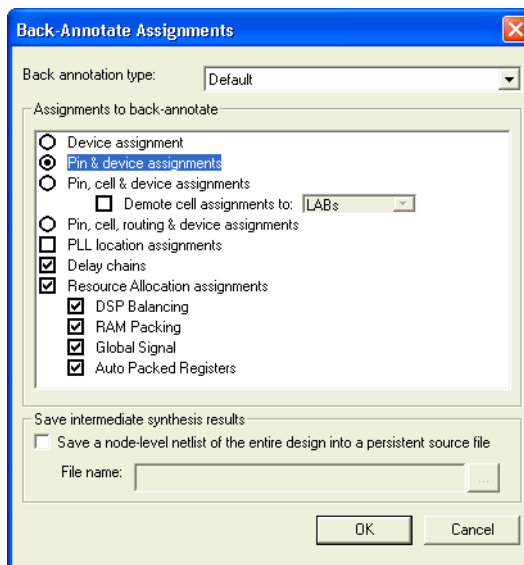 Back-Annotate Assignments
Back annotation type: Default
Assignments to back-annotate
Device assignment
Pin & device assignments
Pin, cell & device assignments
Demote cell assignments to: LABs
Pin, cell, routing & device assignments
PLL location assignments
Delay chains
Resource Allocation assignments
DSP Balancing
RAM Packing
Global Signal
Auto Packed Registers
Save intermediate synthesis results
Save a node-level netlist of the entire design into a persistent source file
File name: ...
OK Cancel